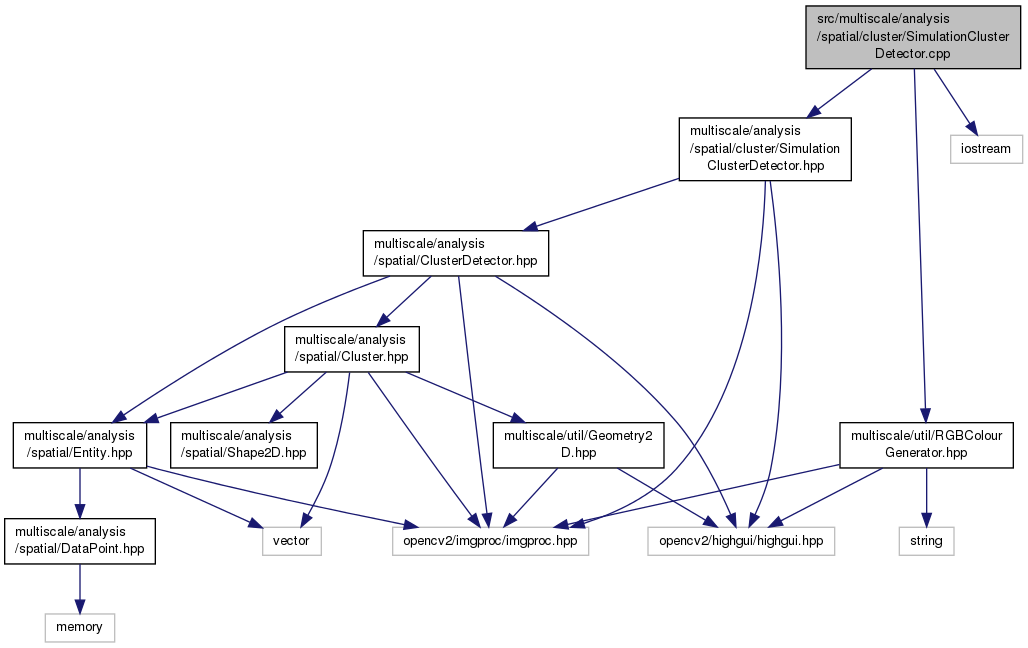 src/multiscale/analysis
/spatial/cluster/SimulationCluster
Detector.cpp
multiscale/analysis
/spatial/cluster/Simulation
ClusterDetector.hpp
iostream
multiscale/analysis
/spatial/ClusterDetector.hpp
multiscale/analysis
/spatial/Cluster.hpp
multiscale/analysis
/spatial/Entity.hpp
multiscale/analysis
/spatial/Shape2D.hpp
multiscale/util/Geometry2
D.hpp
multiscale/util/RGBColour
Generator.hpp
multiscale/analysis
/spatial/DataPoint.hpp
vector
opencv2/imgproc/imgproc.hpp
opencv2/highgui/highgui.hpp
string
memory